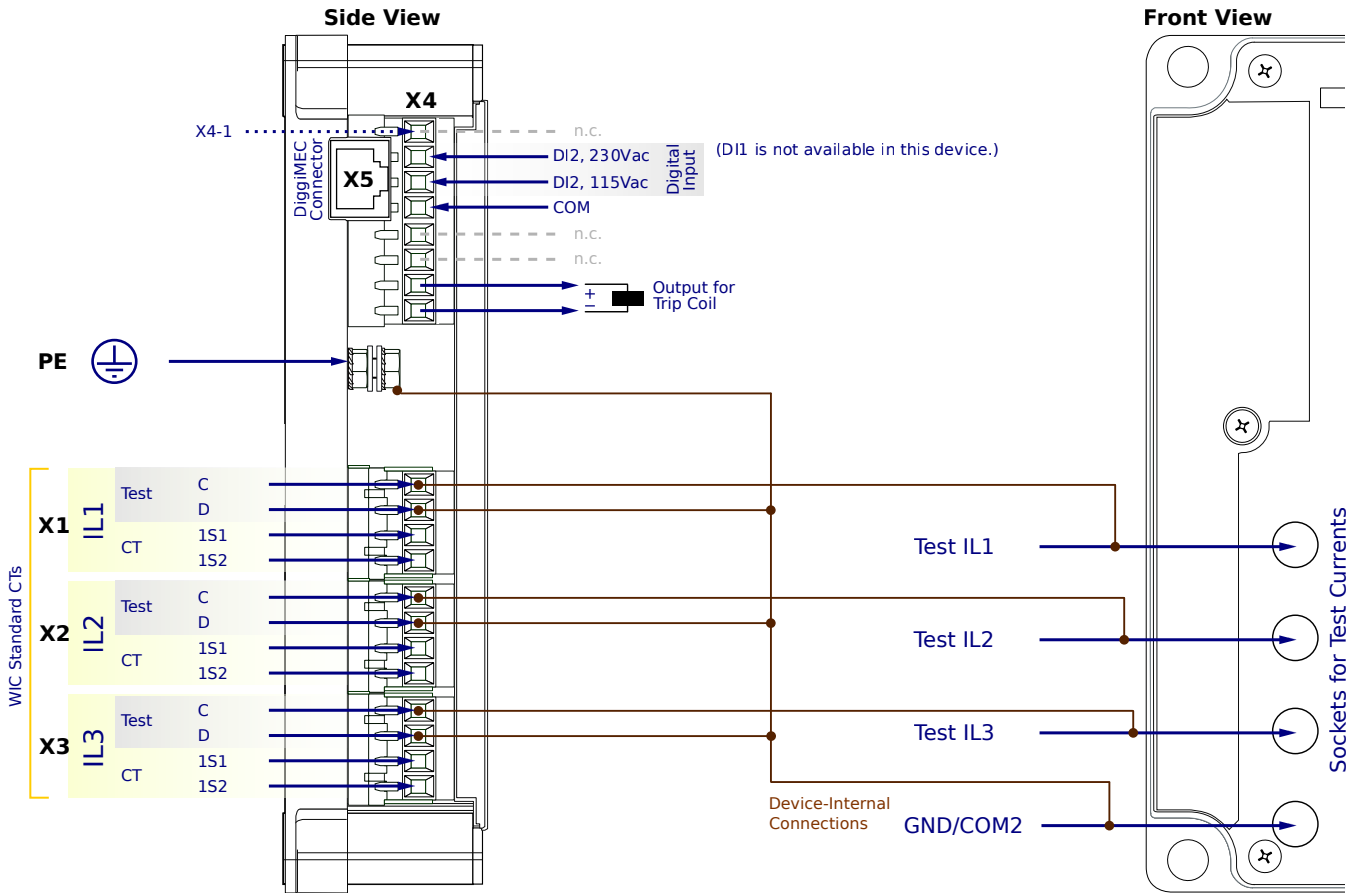 Side View
Front View
X4
X4-1
n.c.
DI2, 230Vac
(DI1 is not available in this device.)
DI2, 115Vac
Digital
Input
COM
DiggiMEC
Connector
X5
n.c.
n.c.
+
−
Output for
Trip Coil
PE
WIC Standard CTs
X1
IL1
Test
C
D
CT
1S1
1S2
X2
IL2
Test
C
D
CT
1S1
1S2
X3
IL3
Test
C
D
CT
1S1
1S2
Test IL1
Test IL2
Test IL3
Device-Internal
Connections
GND/COM2
Sockets for Test Currents